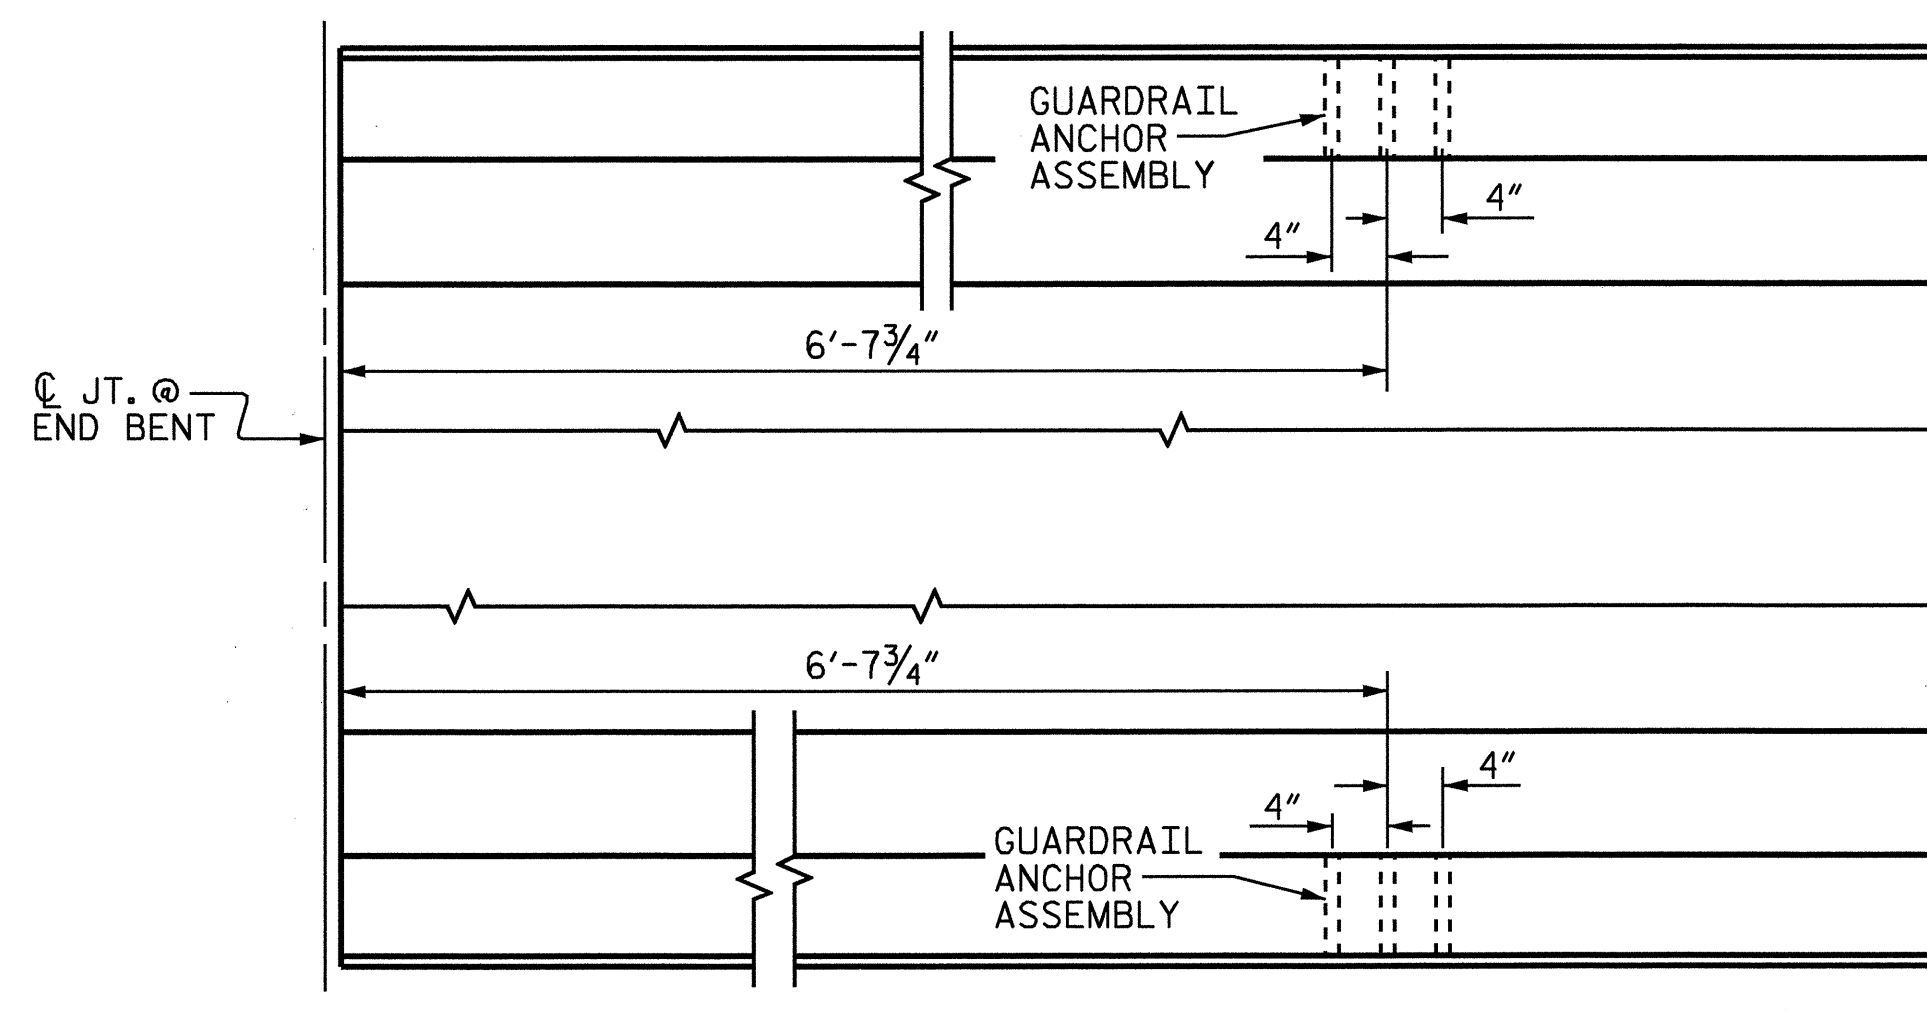 GUARDRAIL
ANCHOR
ASSEMBLY
4"
4"
6'-7¾"
℄ JT. @
END BENT
6'-7¾"
4"
4"
GUARDRAIL
ANCHOR
ASSEMBLY